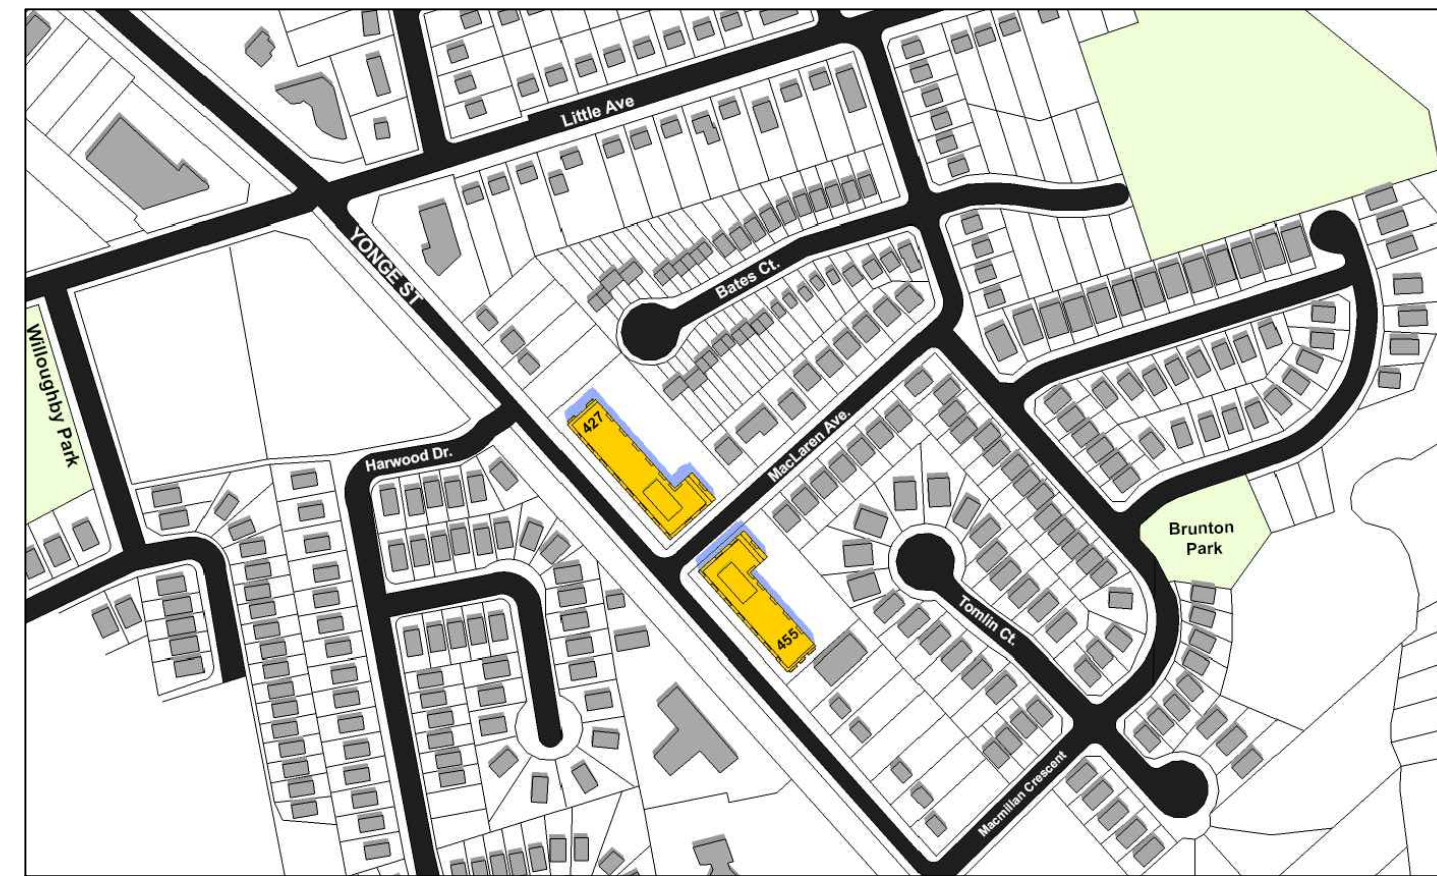 Little Ave
YONGE ST
Bates Ct.
Willoughby Park
427
MacLaren Ave.
Harwood Dr.
Brunton
Park
455
Tomlin Ct.
Macmillan Crescent